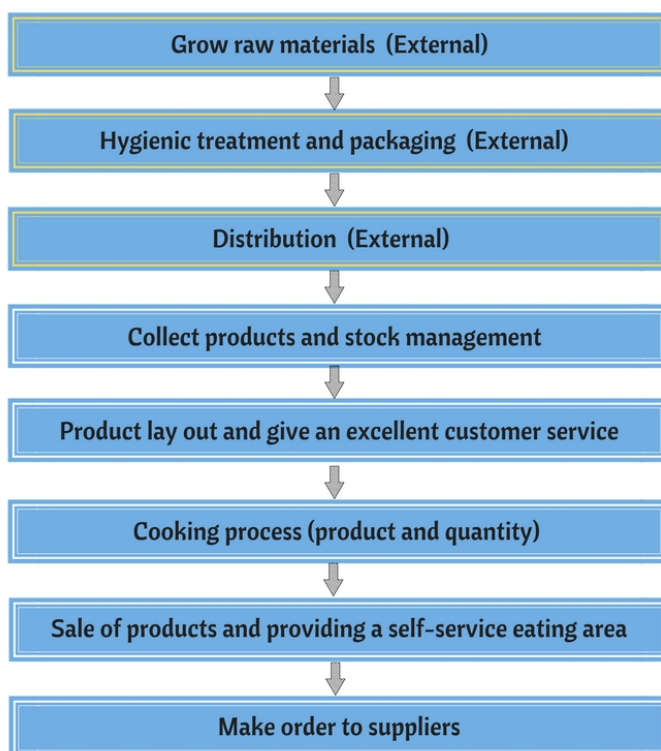 Grow raw materials (External)
Hygienic treatment and packaging (External)
Distribution (External)
Collect products and stock management
Product lay out and give an excellent customer service
Cooking process (product and quantity)
Sale of products and providing a self-service eating area
Make order to suppliers